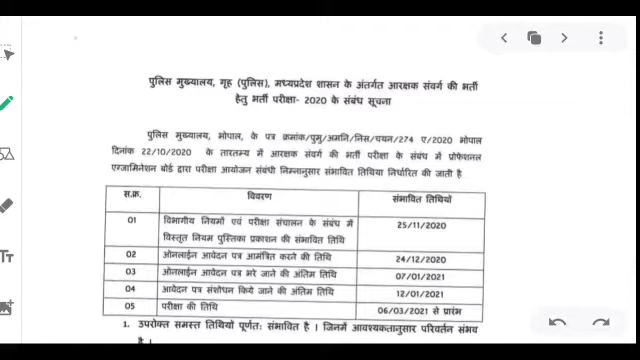 पुलिस मुख्यालय, गृह (पुलिस), मध्यप्रदेश शासन के अंतर्गत आरक्षक संवर्ग की भर्ती
हेतु भर्ती परीक्षा- 2020 के संबंध सूचना
पुलिस मुख्यालय, भोपाल, के पत्र क्रमांक/पुमु/अमनि/निस/चयन/274 ए/2020 भोपाल
दिनांक 22/10/2020 के तारतम्य में आरक्षक संवर्ग की भर्ती परीक्षा के संबंध में प्रोफेशनल
एग्जामिनेशन बोर्ड द्वारा परीक्षा आयोजन संबंधी निम्नानुसार संभावित तिथिया निर्धारित की जाती है
स.क्र. विवरण संभावित तिथियाँ
01 विभागीय नियमों एवं परीक्षा संचालन के संबंध में 25/11/2020
विस्तृत नियम पुस्तिका प्रकाशन की संभावित तिथि
02 ऑनलाईन आवेदन पत्र आमंत्रित करने की तिथि 24/12/2020
03 ऑनलाईन आवेदन पत्र भरे जाने की अंतिम तिथि 07/01/2021
04 आवेदन पत्र संशोधन किये जाने की अंतिम तिथि 12/01/2021
05 परीक्षा की तिथि 06/03/2021 से प्रारंभ
1. उपरोक्त समस्त तिथियाँ पूर्णत: संभावित है । जिनमें आवश्यकतानुसार परिवर्तन संभव
है ।